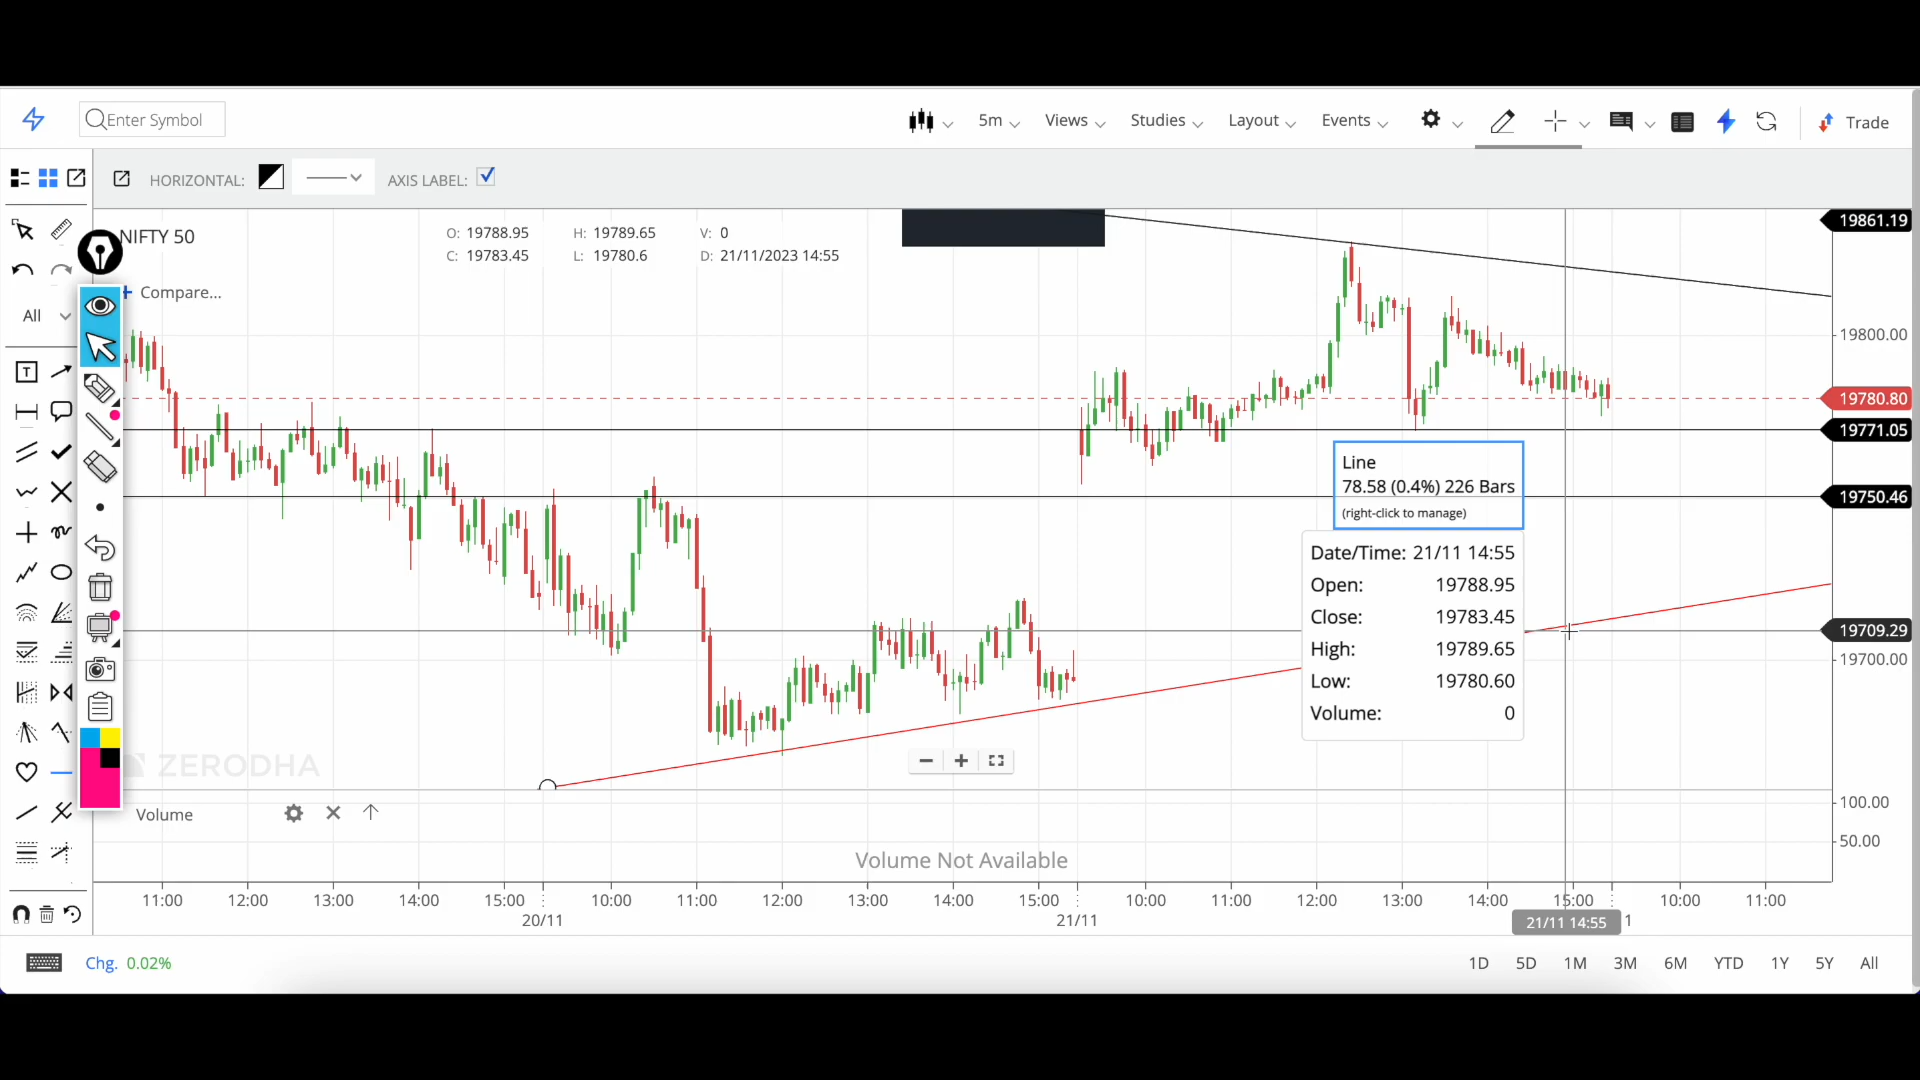 Enter Symbol
5m
Views
Studies
Layout
Events
Trade
HORIZONTAL:
AXIS LABEL:
NIFTY 50
O: 19788.95 H: 19789.65 V: 0
C: 19783.45 L: 19780.6 D: 21/11/2023 14:55
+ Compare...
All
T
19861.19
19800.00
19780.80
19771.05
19750.46
19709.29
19700.00
100.00
50.00
Line
78.58 (0.4%) 226 Bars
(right-click to manage)
Date/Time: 21/11 14:55
Open: 19788.95
Close: 19783.45
High: 19789.65
Low: 19780.60
Volume: 0
ZERODHA
Volume
Volume Not Available
11:00 12:00 13:00 14:00 15:00 10:00 11:00 12:00 13:00 14:00 15:00 10:00 11:00 12:00 13:00 14:00 15:00 10:00 11:00
20/11 21/11 21/11 14:55 1
Chg. 0.02%
1D 5D 1M 3M 6M YTD 1Y 5Y All